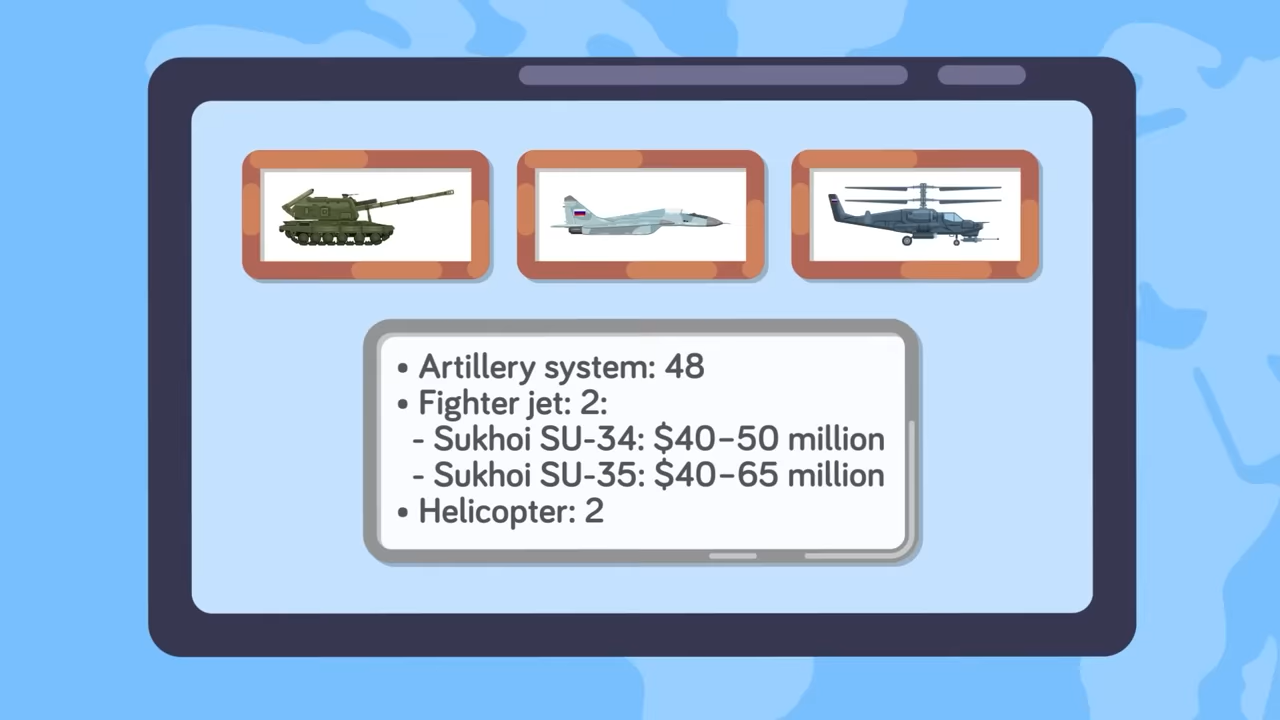 • Artillery system: 48
• Fighter jet: 2:
- Sukhoi SU-34: $40–50 million
- Sukhoi SU-35: $40–65 million
• Helicopter: 2